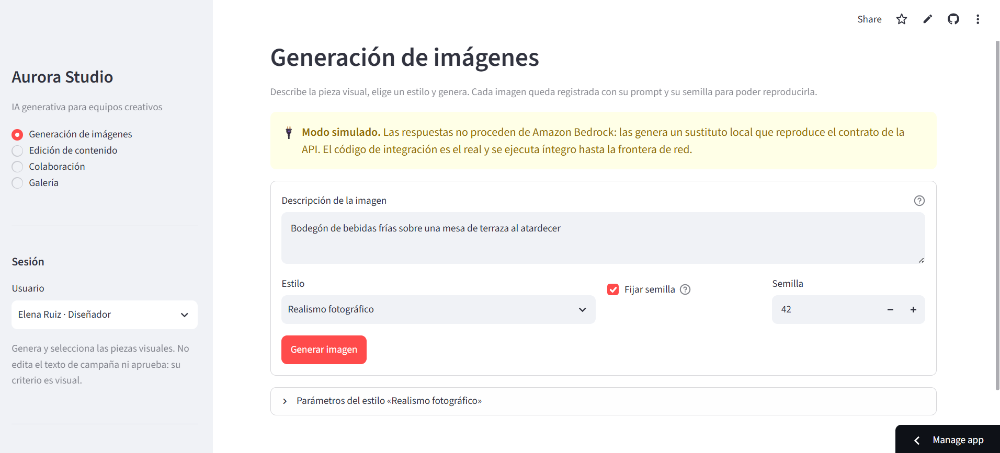 Share
Aurora Studio
IA generativa para equipos creativos
Generación de imágenes
Edición de contenido
Colaboración
Galería
Sesión
Usuario
Elena Ruiz · Diseñador
Genera y selecciona las piezas visuales. No
edita el texto de campaña ni aprueba: su
criterio es visual.
Generación de imágenes
Describe la pieza visual, elige un estilo y genera. Cada imagen queda registrada con su prompt y su semilla para poder reproducirla.
Modo simulado. Las respuestas no proceden de Amazon Bedrock: las genera un sustituto local que reproduce el contrato de la
API. El código de integración es el real y se ejecuta íntegro hasta la frontera de red.
Descripción de la imagen
Bodegón de bebidas frías sobre una mesa de terraza al atardecer
Estilo
Realismo fotográfico
Fijar semilla
Semilla
42
Generar imagen
Parámetros del estilo «Realismo fotográfico»
Manage app